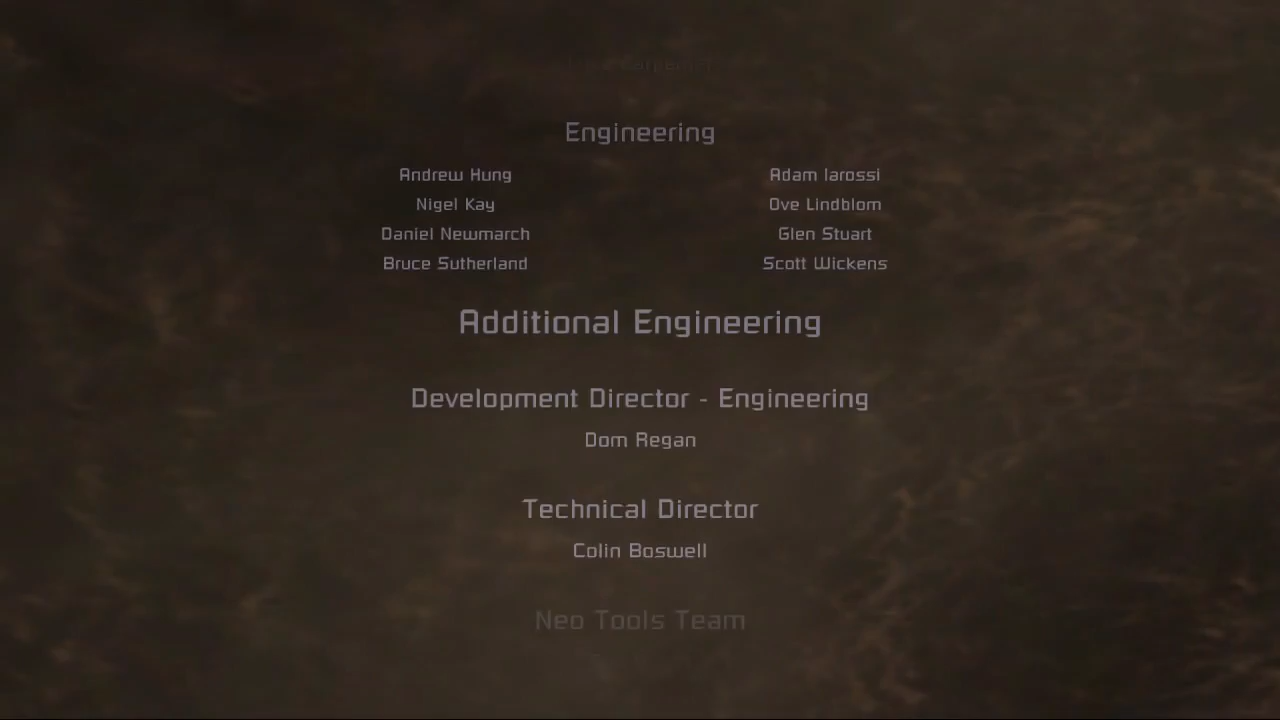 Engineering
Andrew Hung Adam Iarossi
Nigel Kay Ove Lindblom
Daniel Newmarch Glen Stuart
Bruce Sutherland Scott Wickens
Additional Engineering
Development Director - Engineering
Dom Regan
Technical Director
Colin Boswell
Neo Tools Team